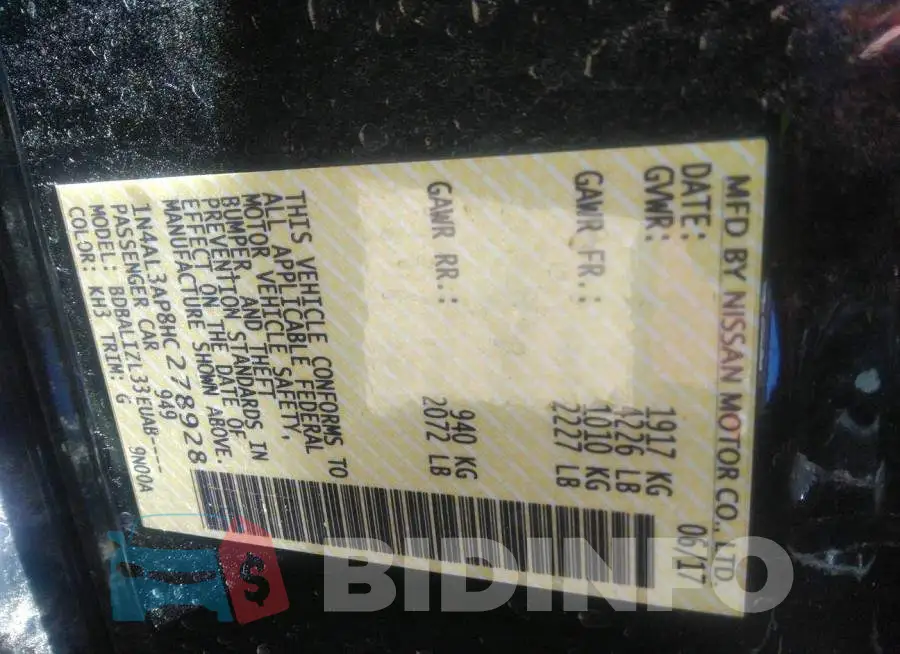 MFD BY NISSAN MOTOR CO., LTD.
DATE: 06/17
GVWR: 1917 KG
4226 LB
GAWR FR.: 1010 KG
2227 LB
GAWR RR.: 940 KG
2072 LB
THIS VEHICLE CONFORMS TO
ALL APPLICABLE FEDERAL
MOTOR VEHICLE SAFETY,
BUMPER, AND THEFT
PREVENTION STANDARDS IN
EFFECT ON THE DATE OF
MANUFACTURE SHOWN ABOVE.
1N4AL3AP8HC278928
PASSENGER CAR 949
MODEL: BDBALIZL33EUAB---- 9N00A
COLOR: KH3 TRIM: G
BIDINFO